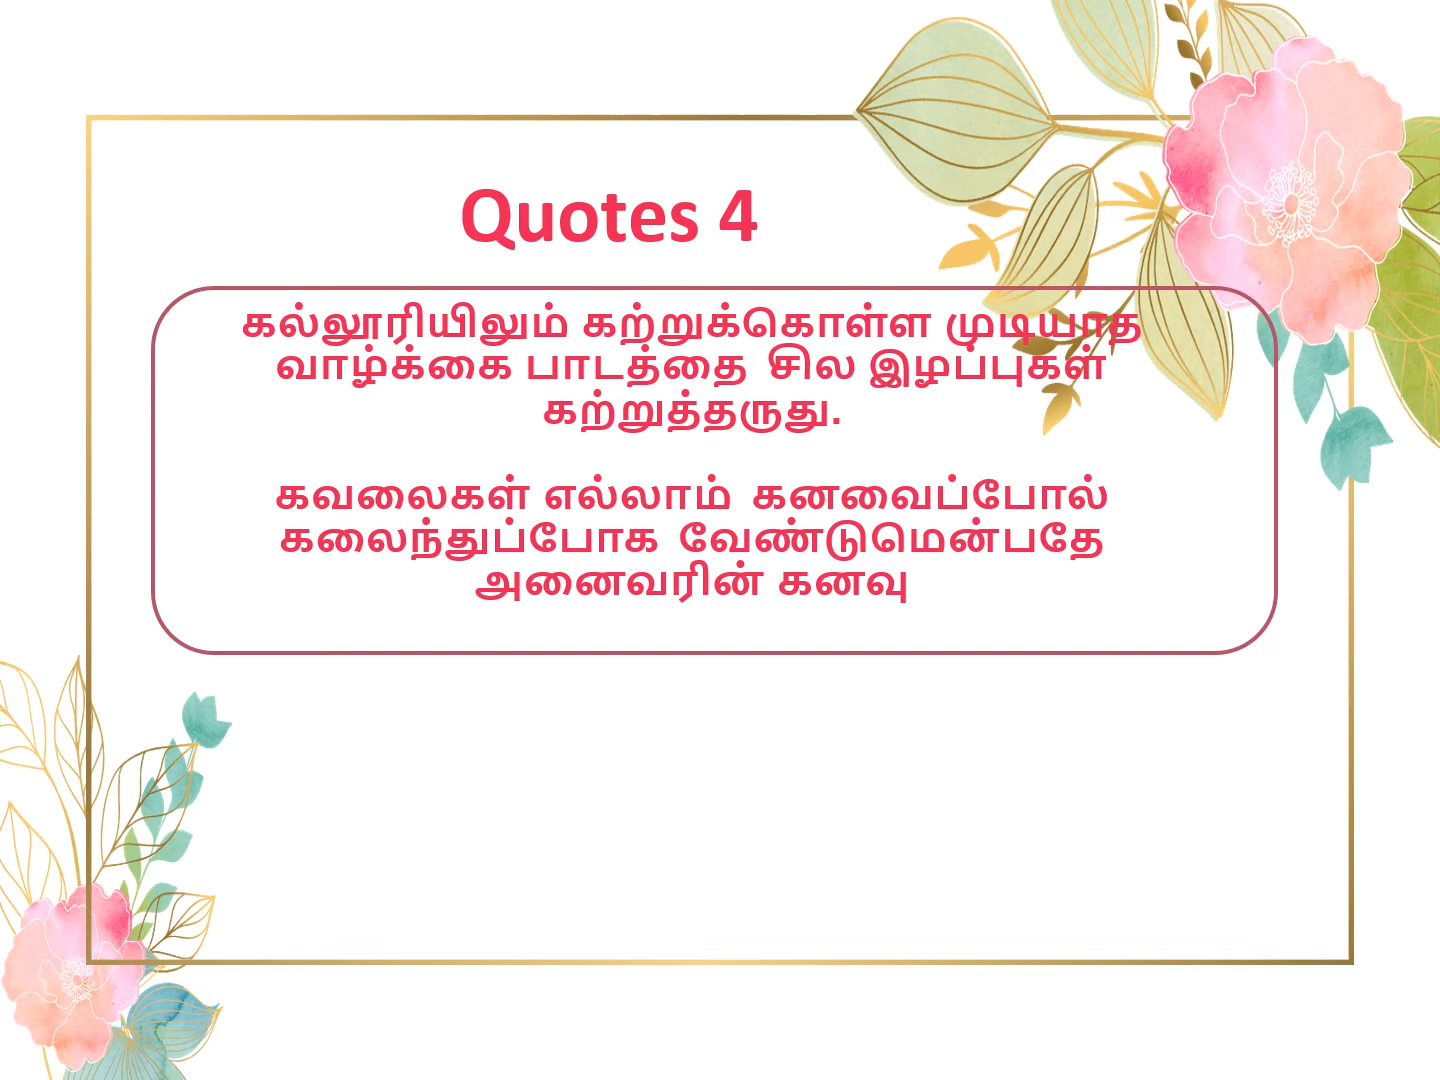 Quotes 4
கல்லூரியிலும் கற்றுக்கொள்ள முடியாத
வாழ்க்கை பாடத்தை சில இழப்புகள்
கற்றுத்தருது.
கவலைகள் எல்லாம் கனவைப்போல்
கலைந்துப்போக வேண்டுமென்பதே
அனைவரின் கனவு